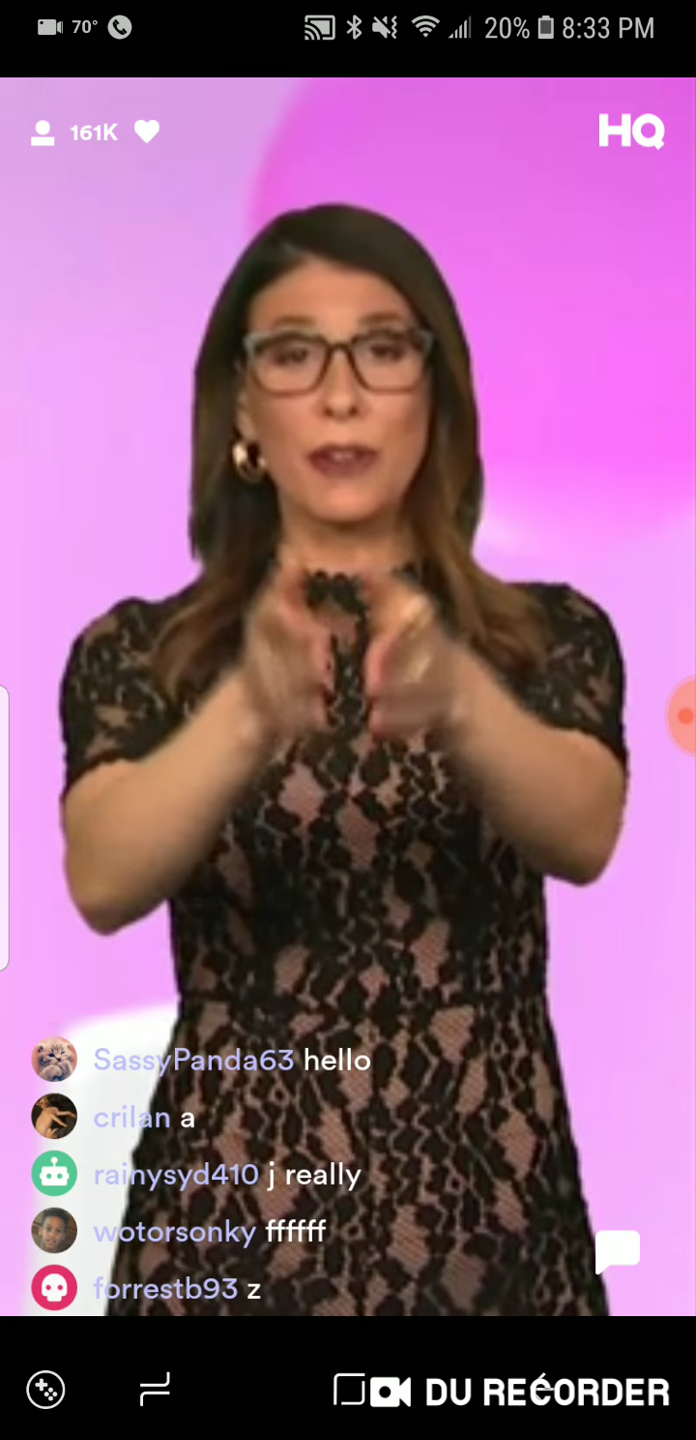 70° 20% 8:33 PM
161K HQ
SassyPanda63 hello
crilan a
rainysyd410 j really
wotorsonky ffffff
forrestb93 z
DU RECORDER